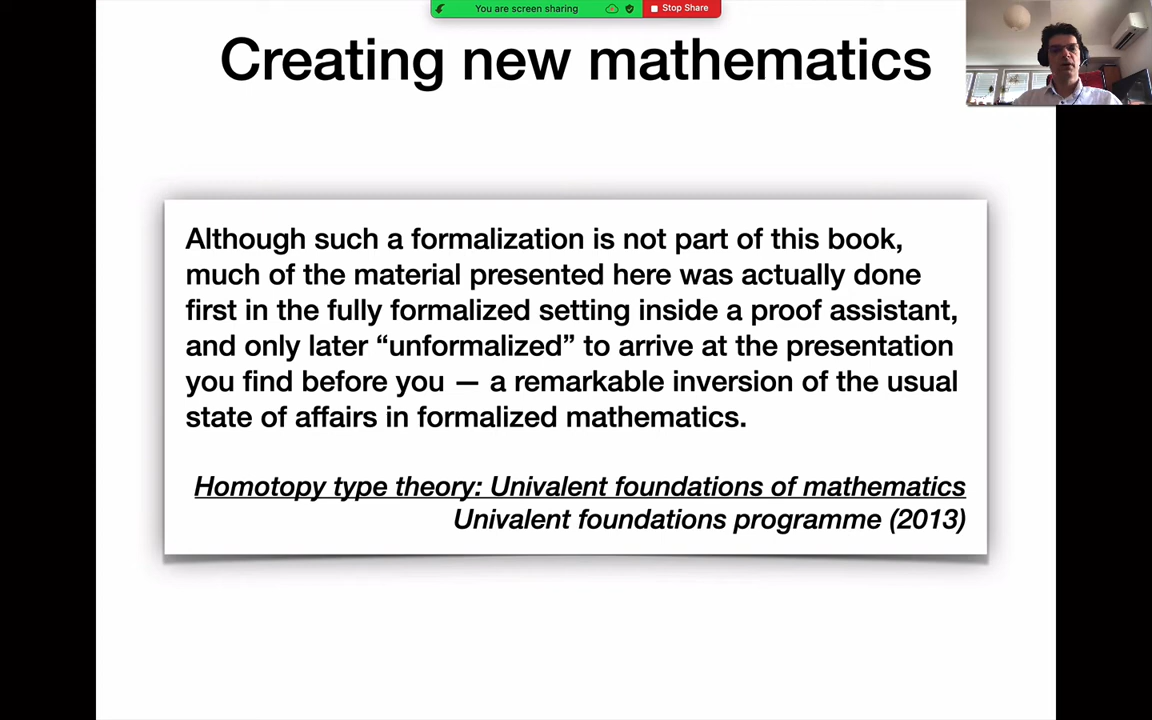 You are screen sharing
Stop Share
Creating new mathematics
Although such a formalization is not part of this book,
much of the material presented here was actually done
first in the fully formalized setting inside a proof assistant,
and only later “unformalized” to arrive at the presentation
you find before you — a remarkable inversion of the usual
state of affairs in formalized mathematics.
Homotopy type theory: Univalent foundations of mathematics
Univalent foundations programme (2013)